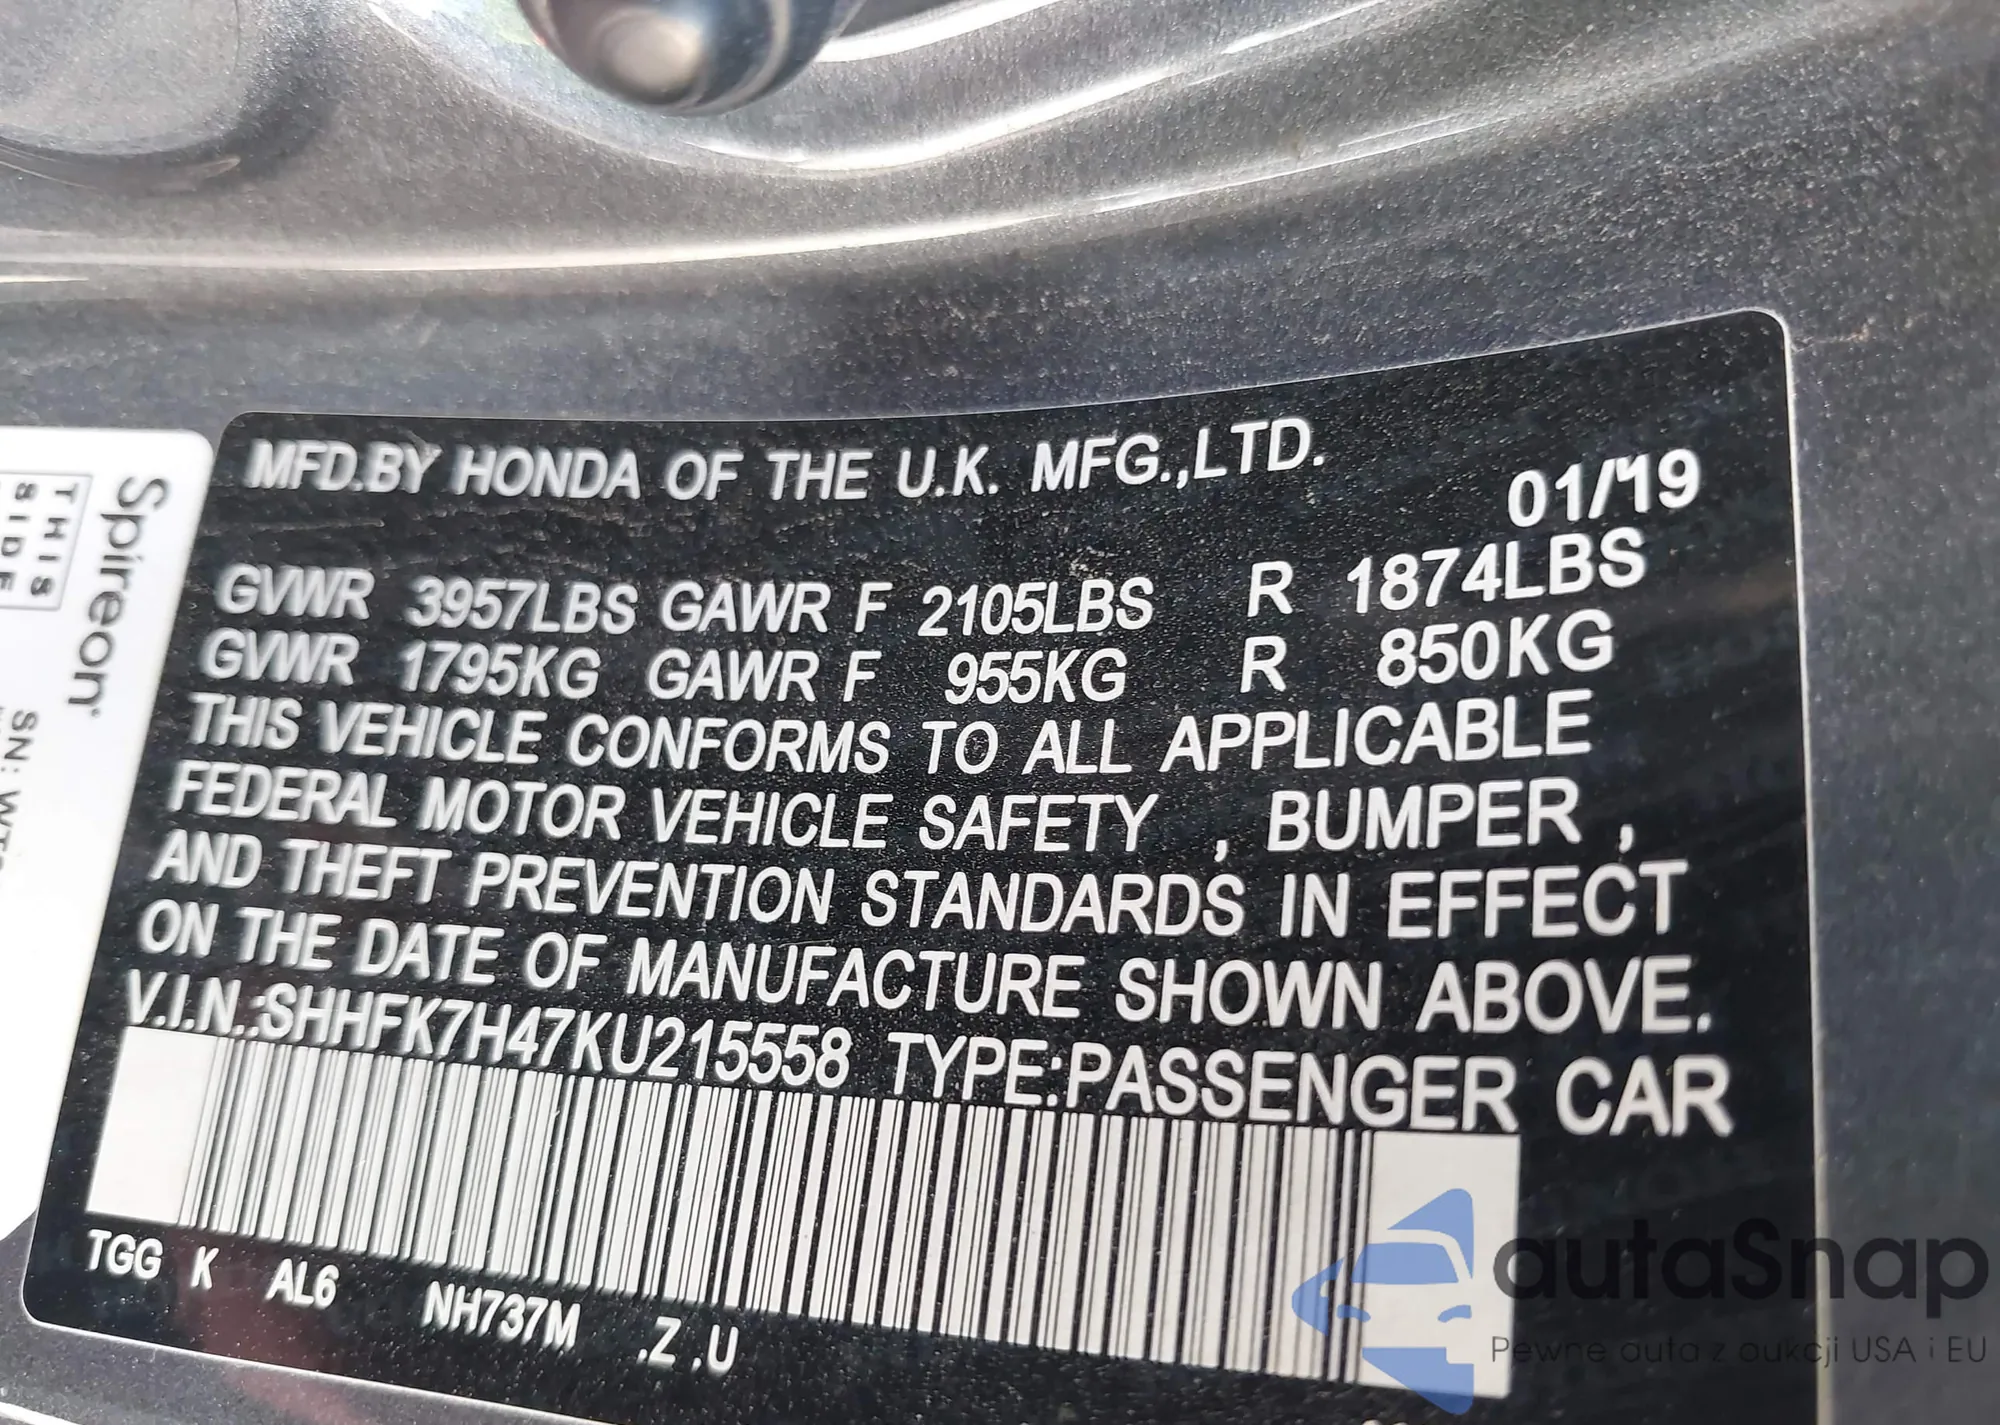 MFD.BY HONDA OF THE U.K. MFG.,LTD.
01/'19
GVWR 3957LBS GAWR F 2105LBS R 1874LBS
GVWR 1795KG GAWR F 955KG R 850KG
THIS VEHICLE CONFORMS TO ALL APPLICABLE
FEDERAL MOTOR VEHICLE SAFETY , BUMPER ,
AND THEFT PREVENTION STANDARDS IN EFFECT
ON THE DATE OF MANUFACTURE SHOWN ABOVE.
V.I.N.:SHHFK7H47KU215558 TYPE:PASSENGER CAR
TGG K AL6 NH737M .Z .U
Spireon
THIS
SIDE
SN:
autaSnap
Pewne auta z aukcji USA i EU